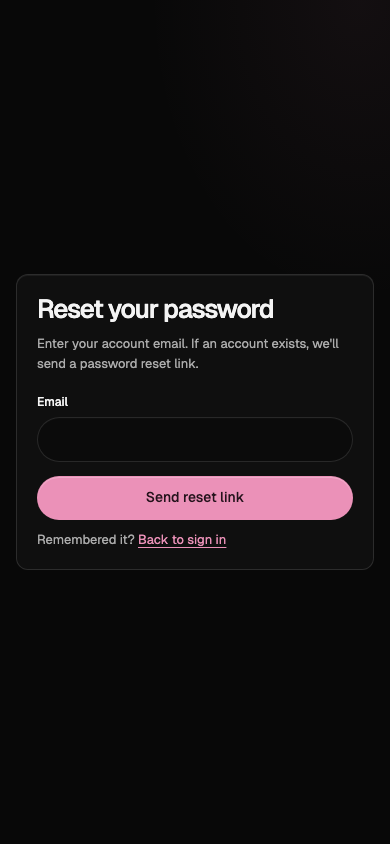 Reset your password
Enter your account email. If an account exists, we'll
send a password reset link.
Email
Send reset link
Remembered it? Back to sign in